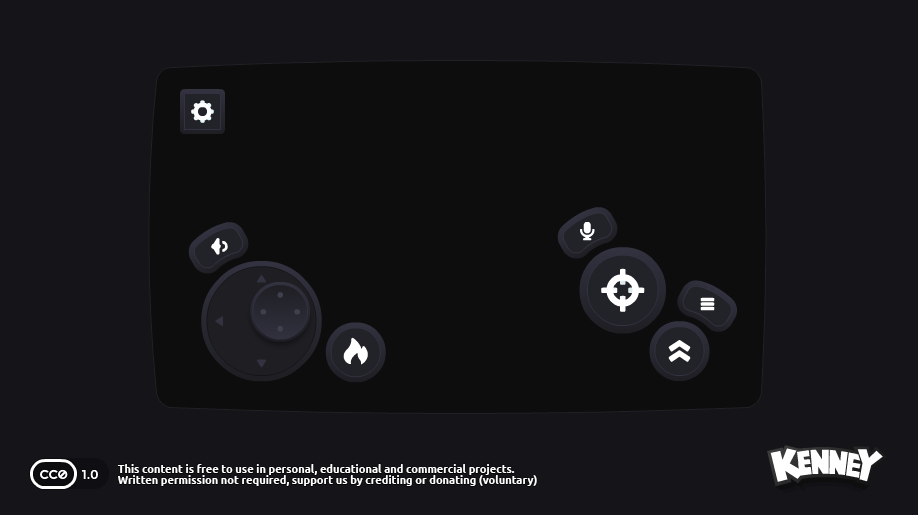 CC0 1.0
This content is free to use in personal, educational and commercial projects.
Written permission not required, support us by crediting or donating (voluntary)
KENNEY